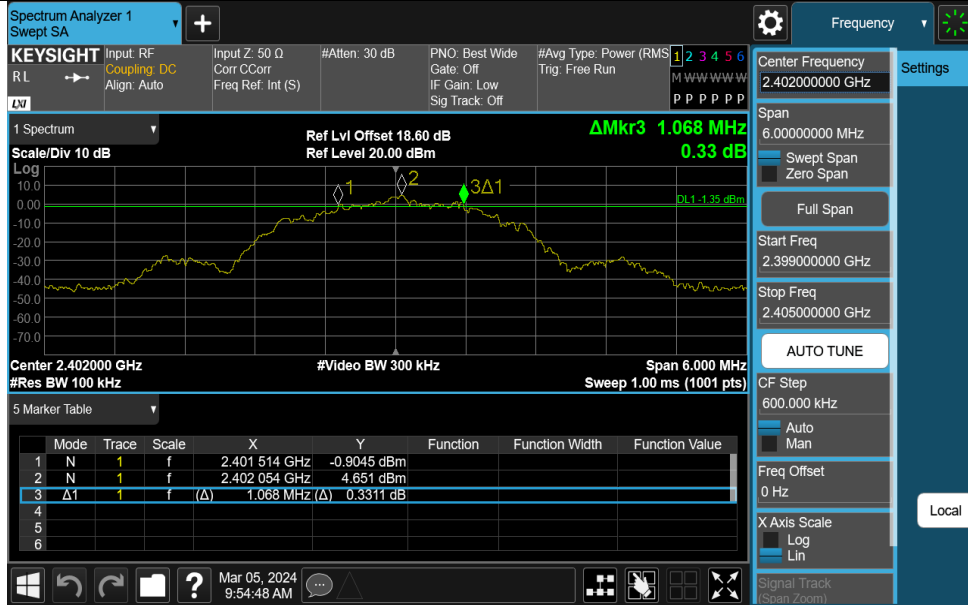 Spectrum Analyzer 1
Swept SA
+
Frequency
KEYSIGHT
R L
LXI
Input: RF
Coupling: DC
Align: Auto
Input Z: 50 Ω
Corr CCorr
Freq Ref: Int (S)
#Atten: 30 dB
PNO: Best Wide
Gate: Off
IF Gain: Low
Sig Track: Off
#Avg Type: Power (RMS
Trig: Free Run
1 2 3 4 5 6
M W W W W W
P P P P P P
1 Spectrum
Scale/Div 10 dB
Log
Ref Lvl Offset 18.60 dB
Ref Level 20.00 dBm
ΔMkr3 1.068 MHz
0.33 dB
10.0
0.00
-10.0
-20.0
-30.0
-40.0
-50.0
-60.0
-70.0
1
2
3Δ1
DL1 -1.35 dBm
Center 2.402000 GHz
#Video BW 300 kHz
Span 6.000 MHz
#Res BW 100 kHz
Sweep 1.00 ms (1001 pts)
5 Marker Table
Mode Trace Scale X Y Function Function Width Function Value
1 N 1 f 2.401 514 GHz -0.9045 dBm
2 N 1 f 2.402 054 GHz 4.651 dBm
3 Δ1 1 f (Δ) 1.068 MHz (Δ) 0.3311 dB
4
5
6
Mar 05, 2024
9:54:48 AM
?
Center Frequency
2.402000000 GHz
Span
6.00000000 MHz
Swept Span
Zero Span
Full Span
Start Freq
2.399000000 GHz
Stop Freq
2.405000000 GHz
AUTO TUNE
CF Step
600.000 kHz
Auto
Man
Freq Offset
0 Hz
X Axis Scale
Log
Lin
Signal Track
(Span Zoom)
Settings
Local